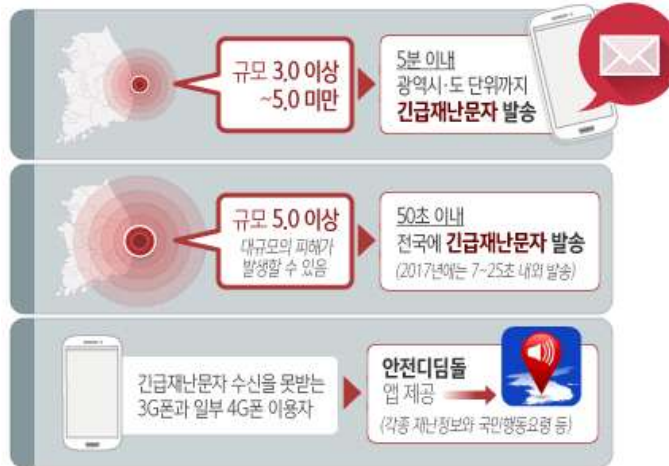 규모 3.0 이상
~5.0 미만
5분 이내
광역시·도 단위까지
긴급재난문자 발송
규모 5.0 이상
대규모의 피해가
발생할 수 있음
50초 이내
전국에 긴급재난문자 발송
(2017년에는 7~25초 내외 발송)
긴급재난문자 수신을 못받는
3G폰과 일부 4G폰 이용자
안전디딤돌
앱 제공
(각종 재난정보와 국민행동요령 등)